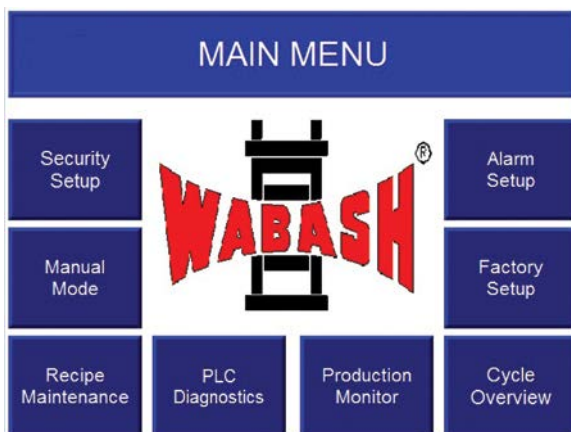 MAIN MENU
Security
Setup
WABASH
®
Alarm
Setup
Manual
Mode
Factory
Setup
Recipe
Maintenance
PLC
Diagnostics
Production
Monitor
Cycle
Overview